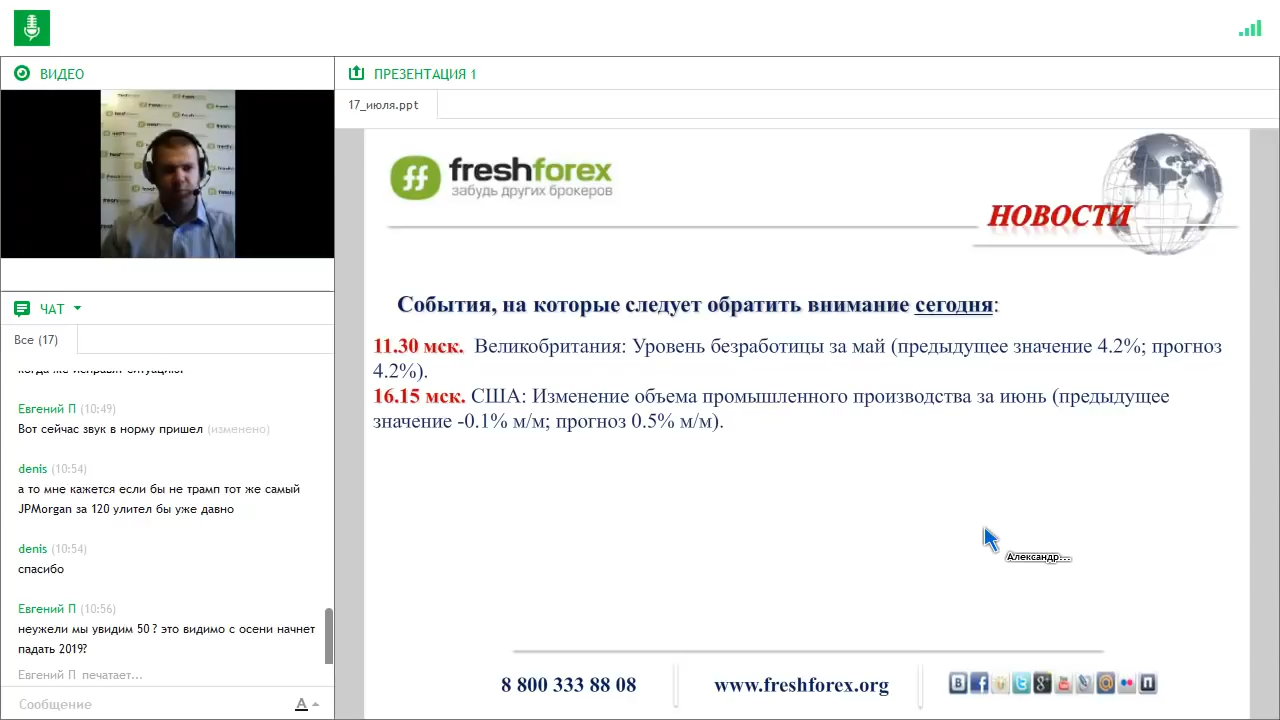 ВИДЕО
ПРЕЗЕНТАЦИЯ 1
17_июля.ppt
freshforex
забудь других брокеров
НОВОСТИ
События, на которые следует обратить внимание сегодня:
11.30 мск. Великобритания: Уровень безработицы за май (предыдущее значение 4.2%; прогноз
4.2%).
16.15 мск. США: Изменение объема промышленного производства за июнь (предыдущее
значение -0.1% м/м; прогноз 0.5% м/м).
Александр...
8 800 333 88 08
www.freshforex.org
ЧАТ
Все (17)
когда же исправят ситуацию?
Евгений П (10:49)
Вот сейчас звук в норму пришел (изменено)
denis (10:54)
а то мне кажется если бы не трамп тот же самый
JPMorgan за 120 улител бы уже давно
denis (10:54)
спасибо
Евгений П (10:56)
неужели мы увидим 50 ? это видимо с осени начнет
падать 2019?
Евгений П печатает...
Сообщение
A